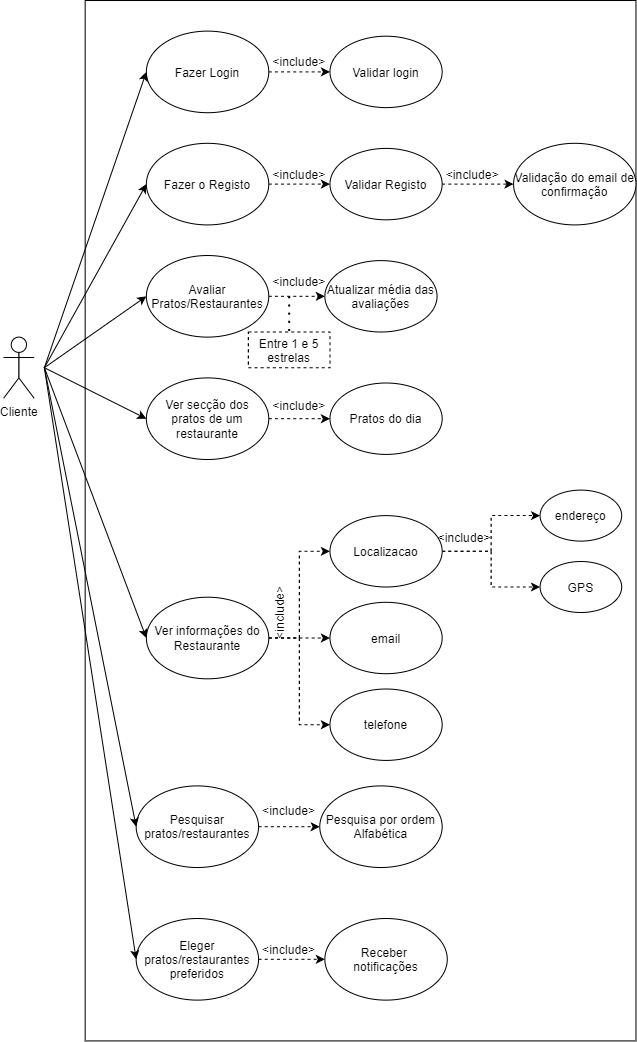 Fazer Login
<include>
Validar login
Fazer o Registo
<include>
Validar Registo
<include>
Validação do email de
confirmação
Avaliar
Pratos/Restaurantes
<include>
Atualizar média das
avaliações
Entre 1 e 5
estrelas
Cliente
Ver secção dos
pratos de um
restaurante
<include>
Pratos do dia
Ver informações do
Restaurante
<include>
Localizacao
<include>
endereço
GPS
email
telefone
Pesquisar
pratos/restaurantes
<include>
Pesquisa por ordem
Alfabética
Eleger
pratos/restaurantes
preferidos
<include>
Receber
notificações